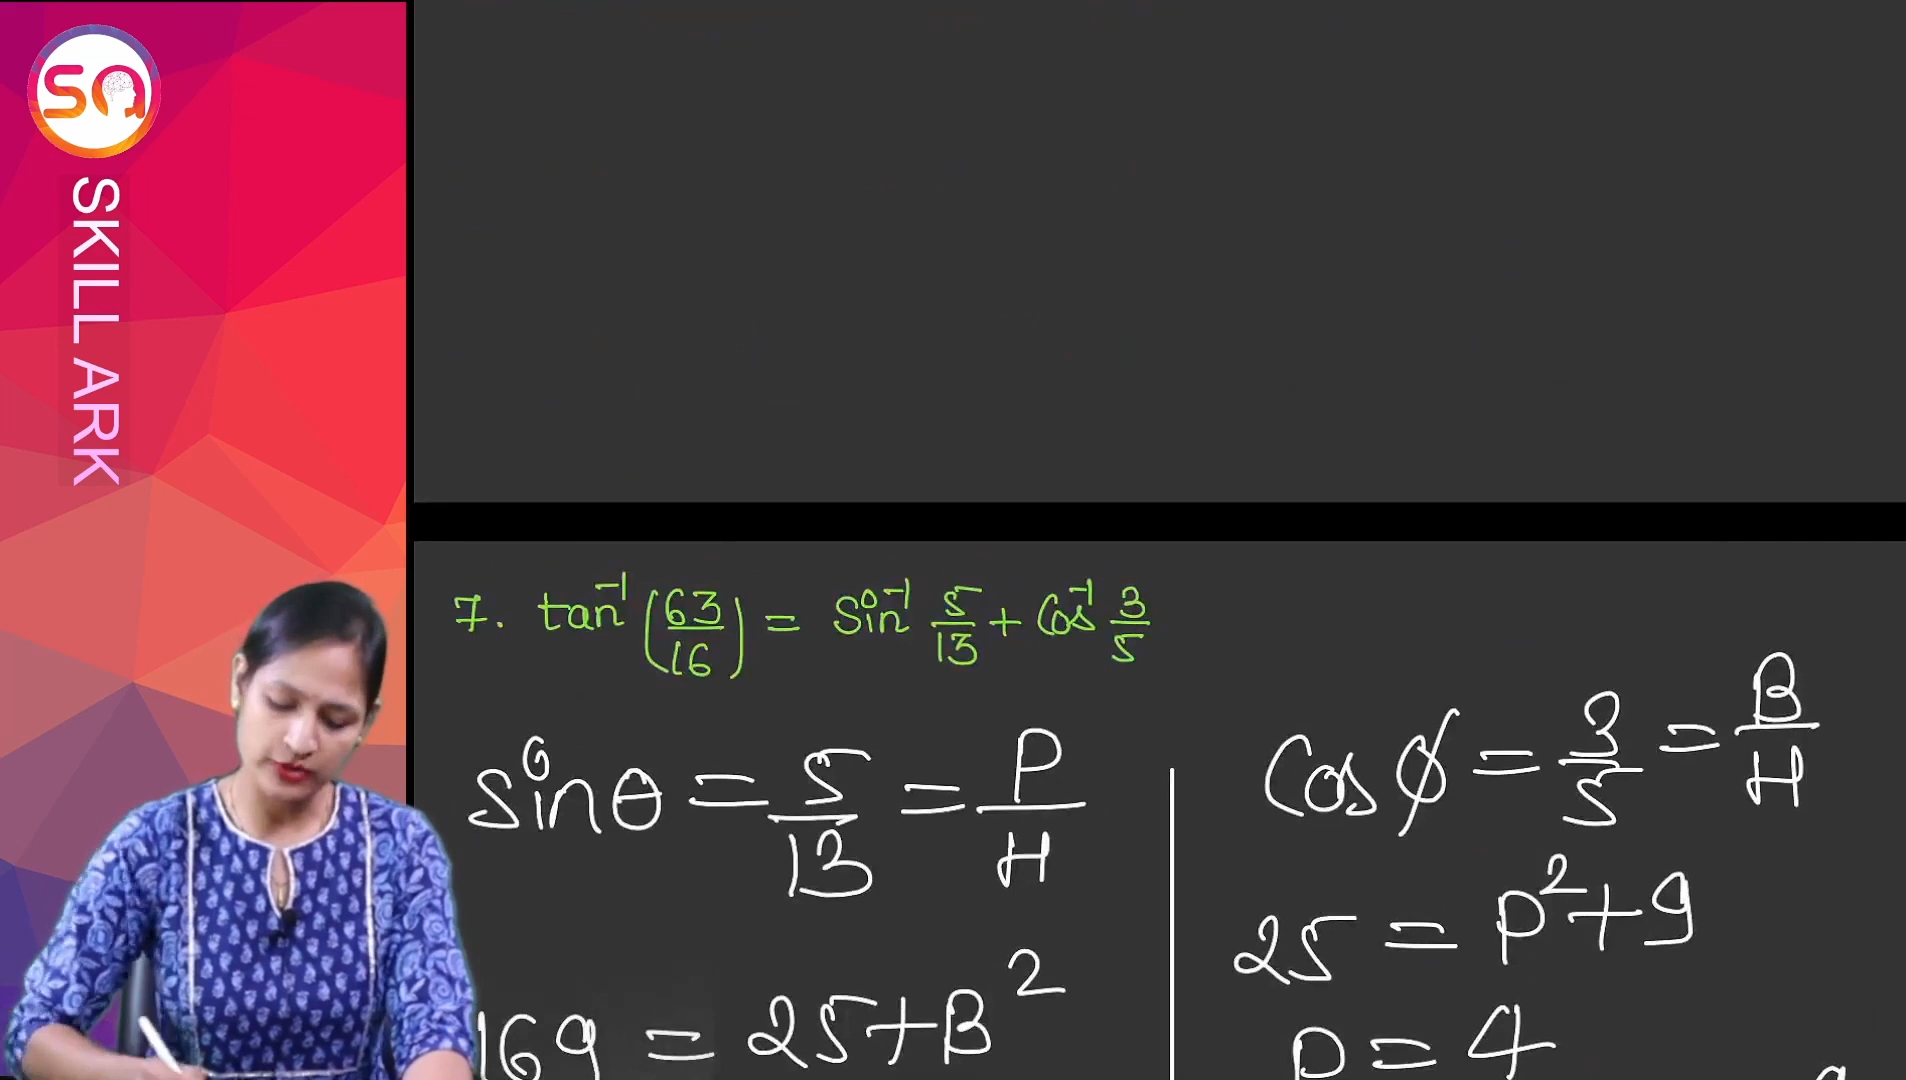 SA
SKILL ARK
7. tan⁻¹ (63/16) = Sin⁻¹ 5/13 + Cos⁻¹ 3/5
sinθ = 5/13 = P/H
169 = 25+B²
Cos ϕ = 3/5 = B/H
25 = P²+9
P = 4